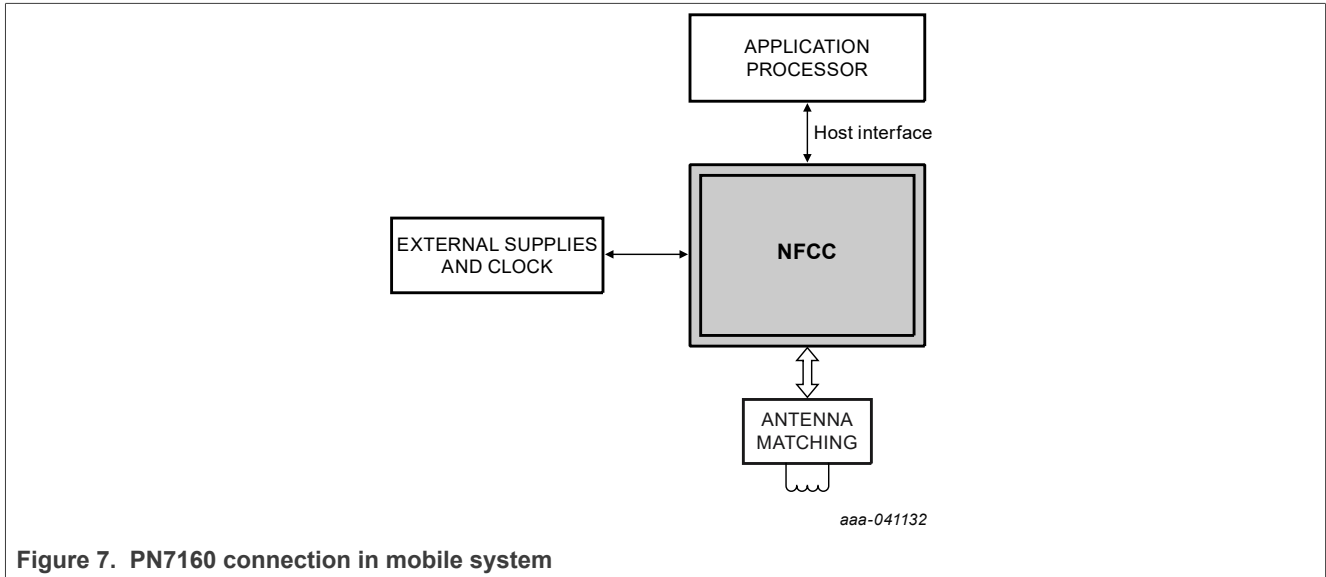 APPLICATION
PROCESSOR
Host interface
EXTERNAL SUPPLIES
AND CLOCK
NFCC
ANTENNA
MATCHING
aaa-041132
Figure 7. PN7160 connection in mobile system